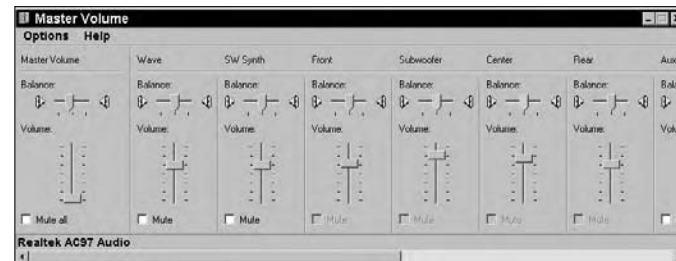 Master Volume
Options Help
Master Volume Wave SW Synth Front Subwoofer Center Rear Aux
Balance: Balance: Balance: Balance: Balance: Balance: Balance: Bala
Volume: Volume: Volume: Volume: Volume: Volume: Volume: Volu
Mute all Mute Mute Mute Mute Mute Mute
Realtek AC97 Audio